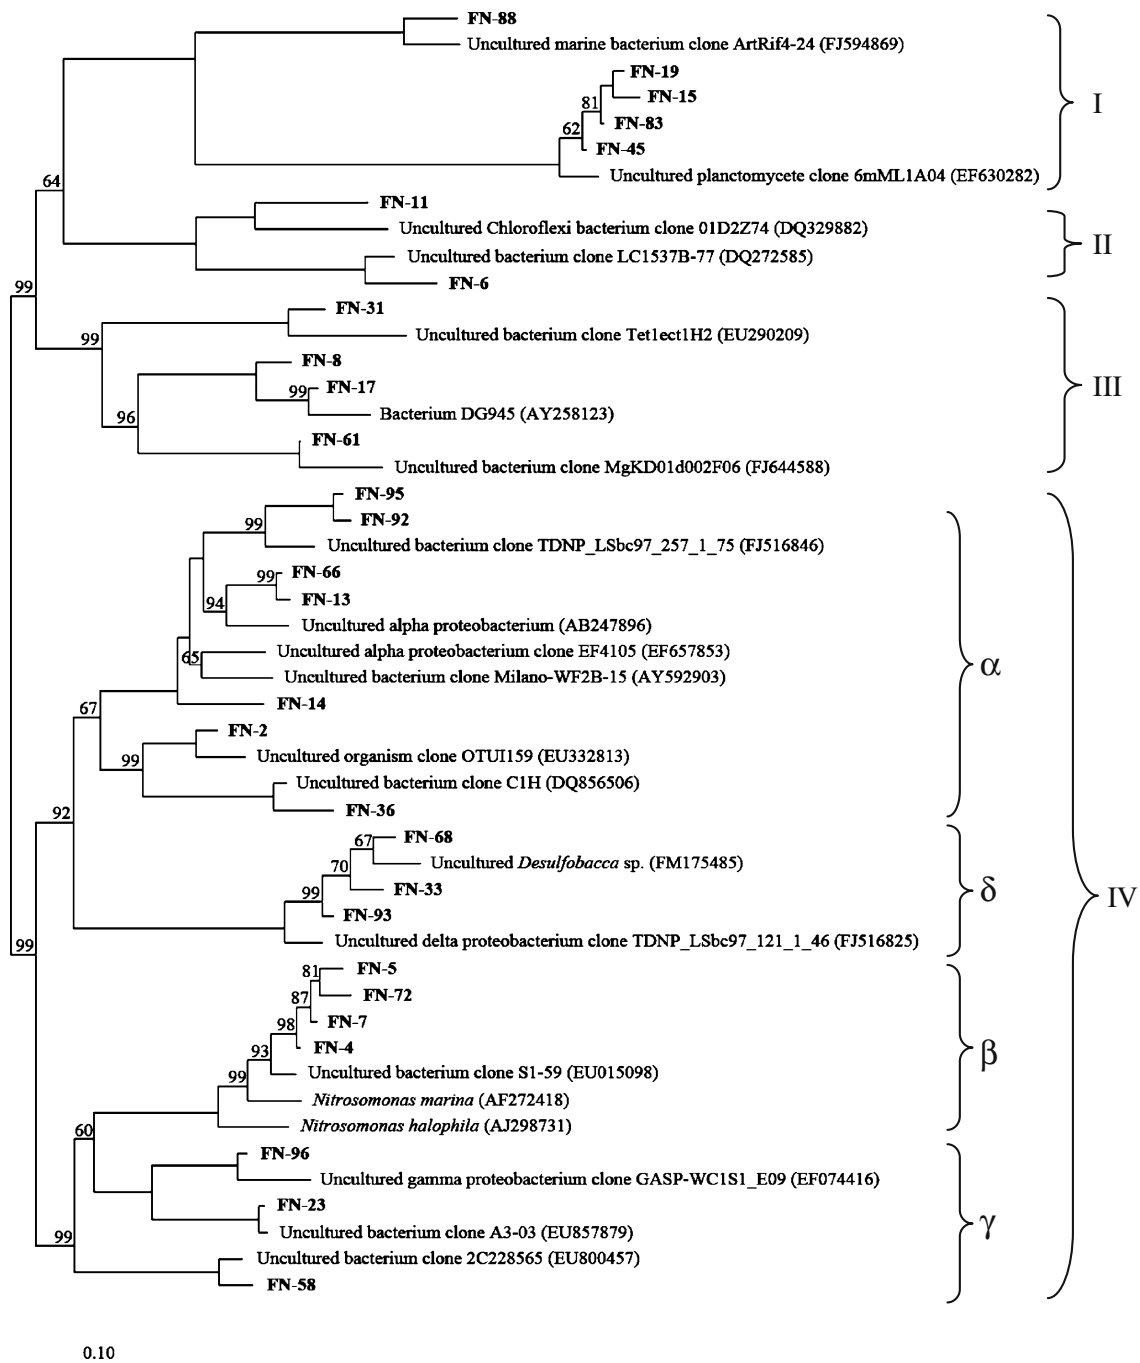 FN-88
Uncultured marine bacterium clone ArtRif4-24 (FJ594869)
FN-19
FN-15
81
I
FN-83
62
FN-45
Uncultured planctomycete clone 6mML1A04 (EF630282)
64
FN-11
Uncultured Chloroflexi bacterium clone 01D2Z74 (DQ329882)
II
Uncultured bacterium clone LC1537B-77 (DQ272585)
FN-6
99
FN-31
Uncultured bacterium clone Tet1ect1H2 (EU290209)
99
FN-8
FN-17
99
III
Bacterium DG945 (AY258123)
96
FN-61
Uncultured bacterium clone MgKD01d002F06 (FJ644588)
FN-95
FN-92
99
Uncultured bacterium clone TDNP_LSbc97_257_1_75 (FJ516846)
FN-66
99
FN-13
94
Uncultured alpha proteobacterium (AB247896)
Uncultured alpha proteobacterium clone EF4105 (EF657853)
65
α
Uncultured bacterium clone Milano-WF2B-15 (AY592903)
FN-14
67
FN-2
Uncultured organism clone OTUI159 (EU332813)
99
Uncultured bacterium clone C1H (DQ856506)
FN-36
92
FN-68
67
Uncultured Desulfobacca sp. (FM175485)
70
FN-33
δ
IV
99
FN-93
Uncultured delta proteobacterium clone TDNP_LSbc97_121_1_46 (FJ516825)
99
FN-5
81
FN-72
87
FN-7
98
FN-4
93
β
Uncultured bacterium clone S1-59 (EU015098)
99
Nitrosomonas marina (AF272418)
Nitrosomonas halophila (AJ298731)
60
FN-96
Uncultured gamma proteobacterium clone GASP-WC1S1_E09 (EF074416)
FN-23
γ
Uncultured bacterium clone A3-03 (EU857879)
99
Uncultured bacterium clone 2C228565 (EU800457)
FN-58
0.10